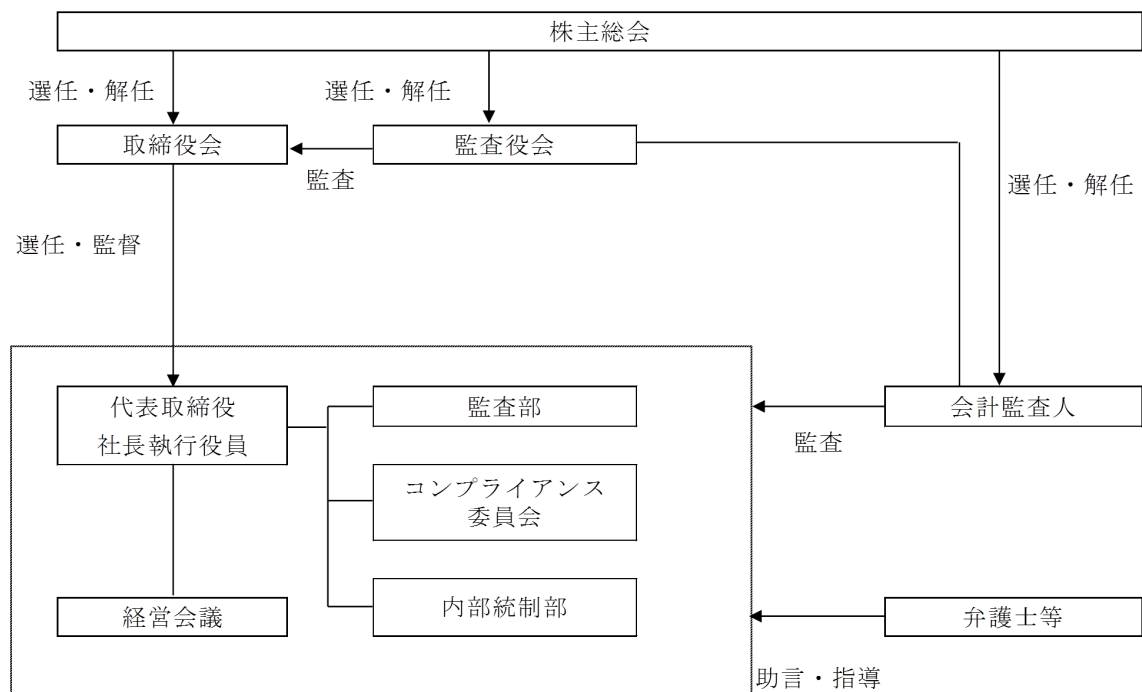 株主総会
選任・解任
選任・解任
取締役会
監査役会
監査
選任・解任
選任・監督
代表取締役
社長執行役員
監査部
会計監査人
監査
コンプライアンス
委員会
経営会議
内部統制部
弁護士等
助言・指導